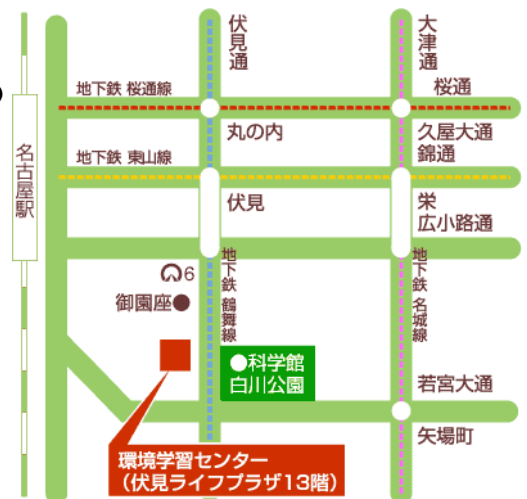 伏見通
大津通
地下鉄 桜通線
桜通
丸の内
久屋大通
錦通
地下鉄 東山線
名古屋駅
伏見
栄
広小路通
6
地下鉄 鶴舞線
地下鉄 名城線
御園座●
●科学館
白川公園
若宮大通
矢場町
環境学習センター
（伏見ライフプラザ13階）